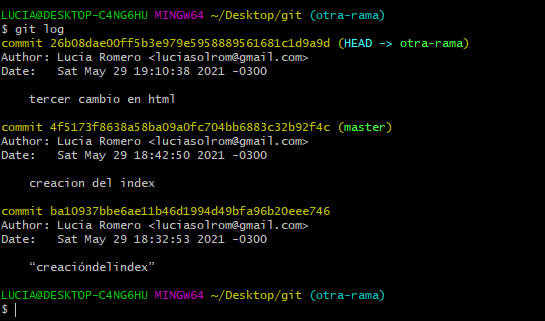 LUCIA@DESKTOP-C4NG6HU MINGW64 ~/Desktop/git (otra-rama)
$ git log
commit 26b08dae00ff5b3e979e5958889561681c1d9a9d (HEAD -> otra-rama)
Author: Lucia Romero <luciasolrom@gmail.com>
Date:   Sat May 29 19:10:38 2021 -0300
tercer cambio en html
commit 4f5173f8638a58ba09a0fc704bb6883c32b92f4c (master)
Author: Lucia Romero <luciasolrom@gmail.com>
Date:   Sat May 29 18:42:50 2021 -0300
creacion del index
commit ba10937bbe6ae11b46d1994d49bfa96b20eee746
Author: Lucia Romero <luciasolrom@gmail.com>
Date:   Sat May 29 18:32:53 2021 -0300
“creacióndelindex”
LUCIA@DESKTOP-C4NG6HU MINGW64 ~/Desktop/git (otra-rama)
$